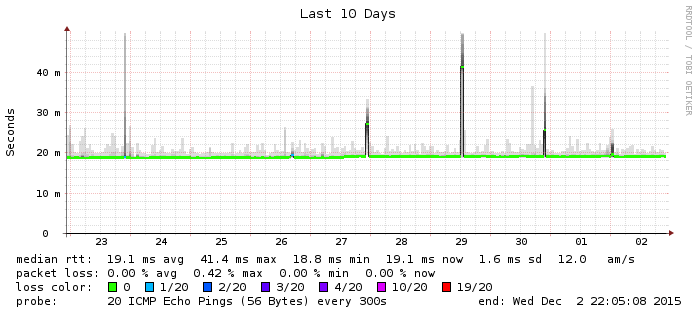 Last 10 Days
RRDTOOL / TOBI OETIKER
Seconds
40 m
30 m
20 m
10 m
0
23 24 25 26 27 28 29 30 01 02
median rtt: 19.1 ms avg 41.4 ms max 18.8 ms min 19.1 ms now 1.6 ms sd 12.0 am/s
packet loss: 0.00 % avg 0.42 % max 0.00 % min 0.00 % now
loss color: 0 1/20 2/20 3/20 4/20 10/20 19/20
probe: 20 ICMP Echo Pings (56 Bytes) every 300s end: Wed Dec 2 22:05:08 2015